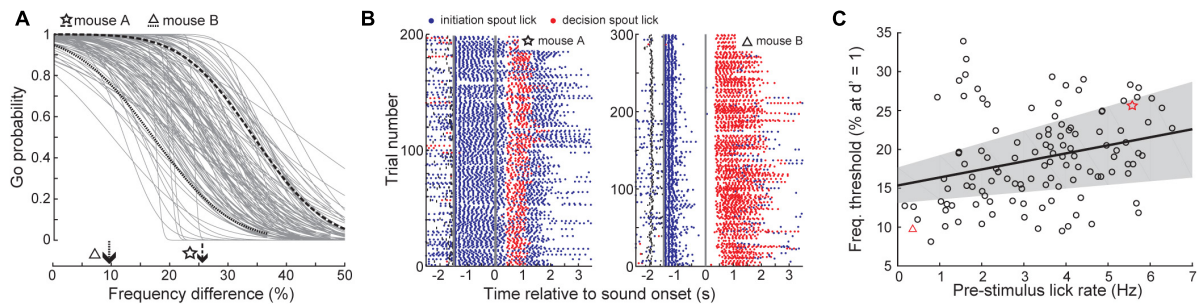 A
☆ mouse A △ mouse B
Go probability
1
0.8
0.6
0.4
0.2
0
0 10 20 30 40 50
Frequency difference (%)
B
initiation spout lick decision spout lick
☆ mouse A
Trial number
200
100
0
-2 -1 0 1 2 3
△ mouse B
300
200
100
0
-2 -1 0 1 2 3
Time relative to sound onset (s)
C
Freq. threshold (% at d' = 1)
35
30
25
20
15
10
5
0 1 2 3 4 5 6 7
Pre-stimulus lick rate (Hz)